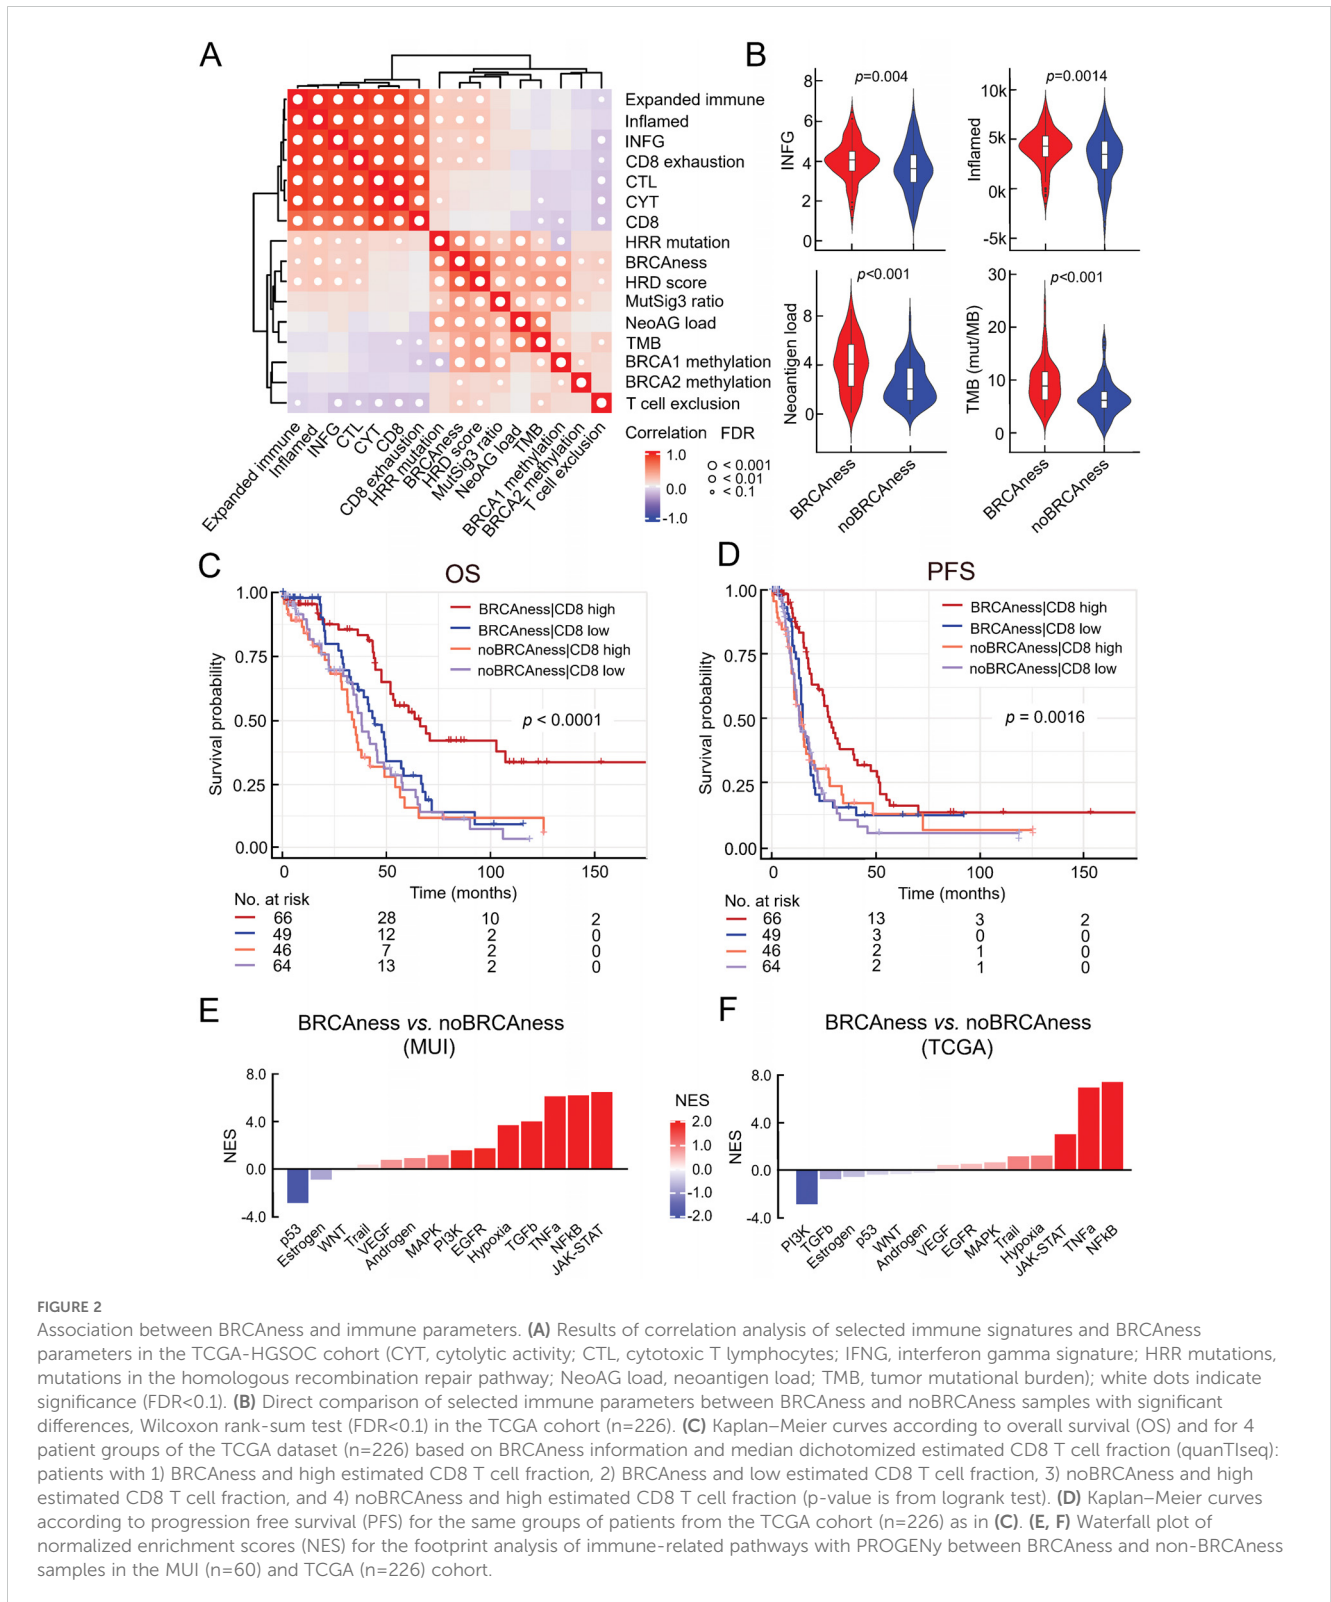 A
Expanded immune
Inflamed
INFG
CD8 exhaustion
CTL
CYT
CD8
HRR mutation
BRCAness
HRD score
MutSig3 ratio
NeoAG load
TMB
BRCA1 methylation
BRCA2 methylation
T cell exclusion
Expanded immune
Inflamed
INFG
CTL
CYT
CD8
CD8 exhaustion
HRR mutation
BRCAness
HRD score
MutSig3 ratio
NeoAG load
TMB
BRCA1 methylation
BRCA2 methylation
T cell exclusion
Correlation FDR
1.0
0.0
-1.0
< 0.001
< 0.01
< 0.1
B
p=0.004
INFG
8
6
4
2
0
p=0.0014
Inflamed
10k
5k
0k
-5k
p<0.001
Neoantigen load
8
4
0
BRCAness
noBRCAness
p<0.001
TMB (mut/MB)
30
20
10
0
BRCAness
noBRCAness
C
OS
Survival probability
1.00
0.75
0.50
0.25
0.00
BRCAness|CD8 high
BRCAness|CD8 low
noBRCAness|CD8 high
noBRCAness|CD8 low
p < 0.0001
0 50 100 150
Time (months)
No. at risk
66 28 10 2
49 12 2 0
46 7 2 0
64 13 2 0
D
PFS
Survival probability
1.00
0.75
0.50
0.25
0.00
BRCAness|CD8 high
BRCAness|CD8 low
noBRCAness|CD8 high
noBRCAness|CD8 low
p = 0.0016
0 50 100 150
Time (months)
No. at risk
66 13 3 2
49 3 0 0
46 2 1 0
64 2 1 0
E
BRCAness vs. noBRCAness
(MUI)
NES
8.0
4.0
0.0
-4.0
p53
Estrogen
WNT
Trail
VEGF
Androgen
MAPK
PI3K
EGFR
Hypoxia
TGFb
TNFa
NFkB
JAK-STAT
NES
2.0
1.0
0.0
-1.0
-2.0
F
BRCAness vs. noBRCAness
(TCGA)
NES
8.0
4.0
0.0
-4.0
PI3K
TGFb
Estrogen
p53
WNT
Androgen
VEGF
EGFR
MAPK
Trail
Hypoxia
JAK-STAT
TNFa
NFkB
FIGURE 2
Association between BRCAness and immune parameters. (A) Results of correlation analysis of selected immune signatures and BRCAness
parameters in the TCGA-HGSOC cohort (CYT, cytolytic activity; CTL, cytotoxic T lymphocytes; IFNG, interferon gamma signature; HRR mutations,
mutations in the homologous recombination repair pathway; NeoAG load, neoantigen load; TMB, tumor mutational burden); white dots indicate
significance (FDR<0.1). (B) Direct comparison of selected immune parameters between BRCAness and noBRCAness samples with significant
differences, Wilcoxon rank-sum test (FDR<0.1) in the TCGA cohort (n=226). (C) Kaplan–Meier curves according to overall survival (OS) and for 4
patient groups of the TCGA dataset (n=226) based on BRCAness information and median dichotomized estimated CD8 T cell fraction (quanTIseq):
patients with 1) BRCAness and high estimated CD8 T cell fraction, 2) BRCAness and low estimated CD8 T cell fraction, 3) noBRCAness and high
estimated CD8 T cell fraction, and 4) noBRCAness and high estimated CD8 T cell fraction (p-value is from logrank test). (D) Kaplan–Meier curves
according to progression free survival (PFS) for the same groups of patients from the TCGA cohort (n=226) as in (C). (E, F) Waterfall plot of
normalized enrichment scores (NES) for the footprint analysis of immune-related pathways with PROGENy between BRCAness and non-BRCAness
samples in the MUI (n=60) and TCGA (n=226) cohort.